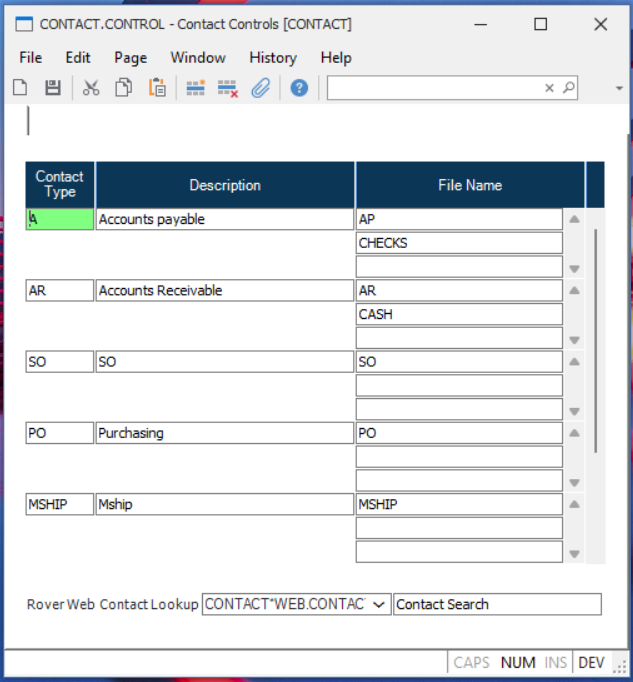 CONTACT.CONTROL - Contact Controls [CONTACT]
File Edit Page Window History Help
Contact Type Description File Name
A Accounts payable AP
CHECKS
AR Accounts Receivable AR
CASH
SO SO SO
PO Purchasing PO
MSHIP Mship MSHIP
Rover Web Contact Lookup CONTACT*WEB.CONTAC Contact Search
CAPS NUM INS DEV